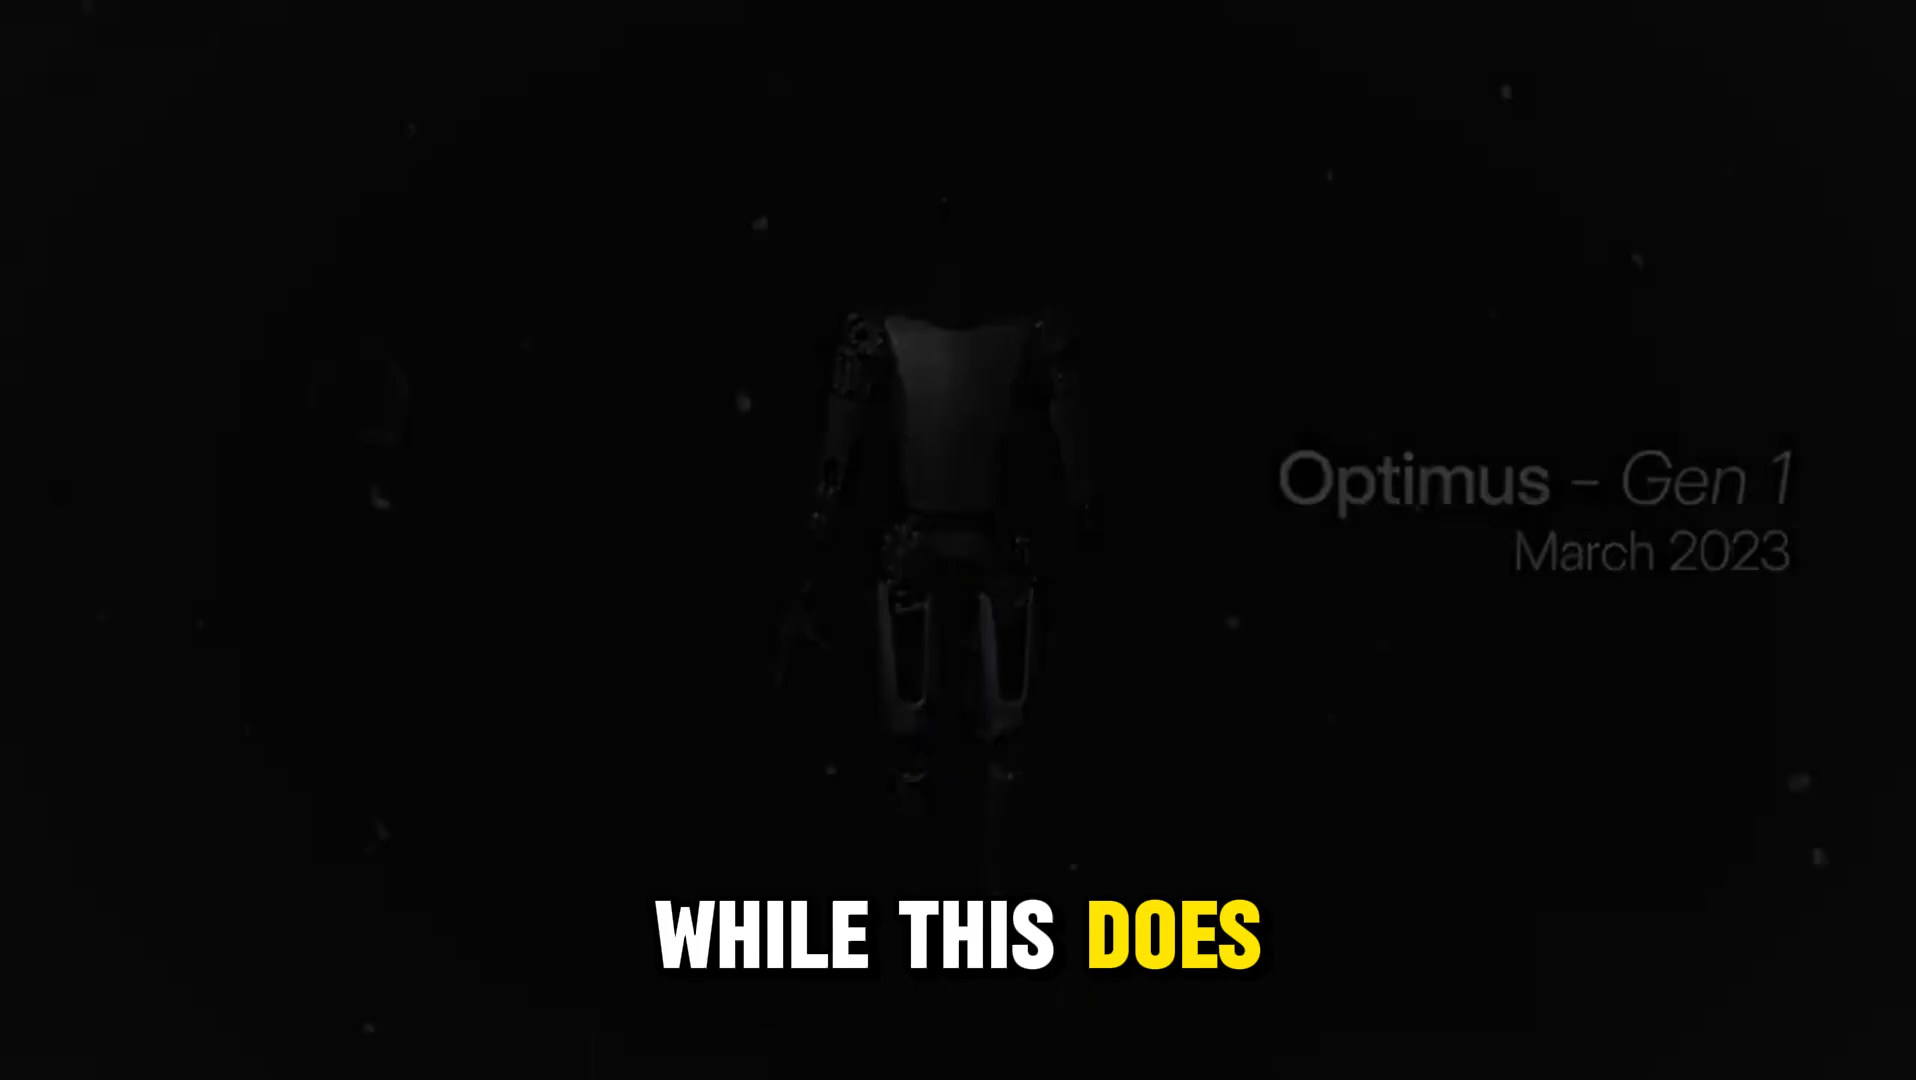 Optimus – Gen 1
March 2023
WHILE THIS DOES